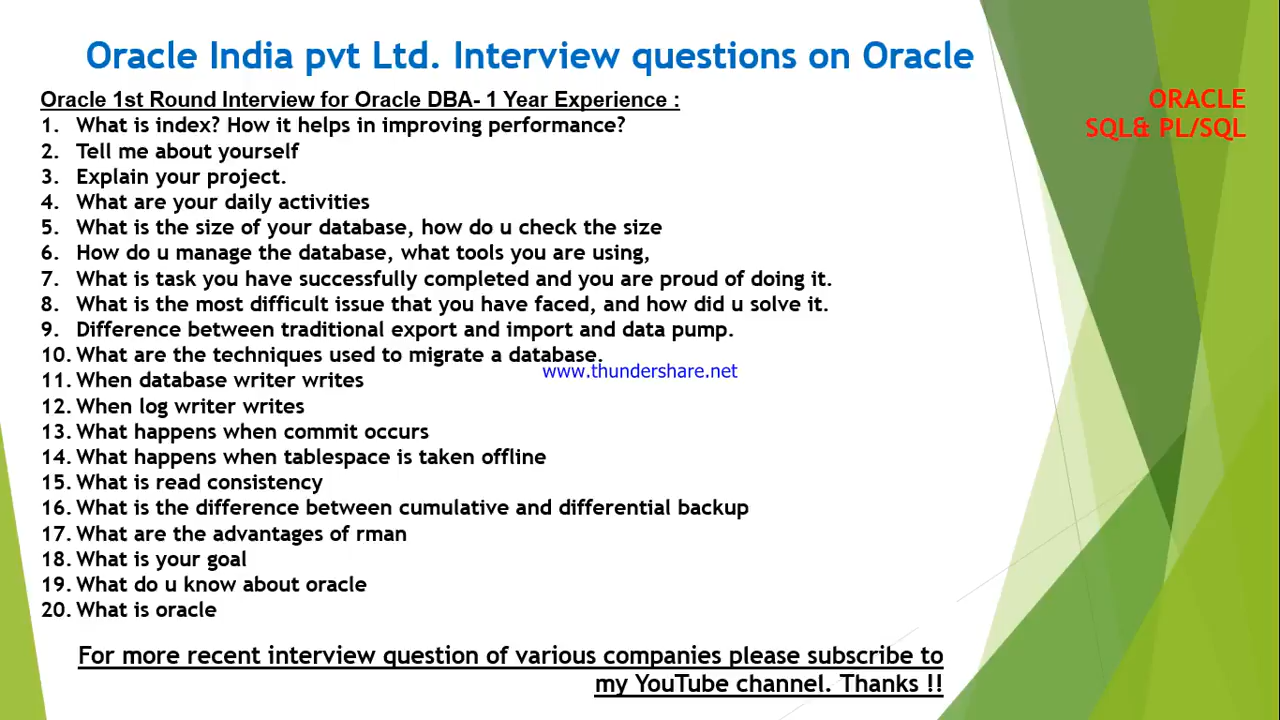 Oracle India pvt Ltd. Interview questions on Oracle
Oracle 1st Round Interview for Oracle DBA- 1 Year Experience :
ORACLE
SQL& PL/SQL
1. What is index? How it helps in improving performance?
2. Tell me about yourself
3. Explain your project.
4. What are your daily activities
5. What is the size of your database, how do u check the size
6. How do u manage the database, what tools you are using,
7. What is task you have successfully completed and you are proud of doing it.
8. What is the most difficult issue that you have faced, and how did u solve it.
9. Difference between traditional export and import and data pump.
10. What are the techniques used to migrate a database.
www.thundershare.net
11. When database writer writes
12. When log writer writes
13. What happens when commit occurs
14. What happens when tablespace is taken offline
15. What is read consistency
16. What is the difference between cumulative and differential backup
17. What are the advantages of rman
18. What is your goal
19. What do u know about oracle
20. What is oracle
For more recent interview question of various companies please subscribe to
my YouTube channel. Thanks !!